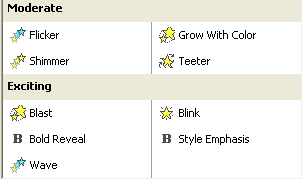 Moderate
Flicker Grow With Color
Shimmer Teeter
Exciting
Blast Blink
B Bold Reveal B Style Emphasis
Wave